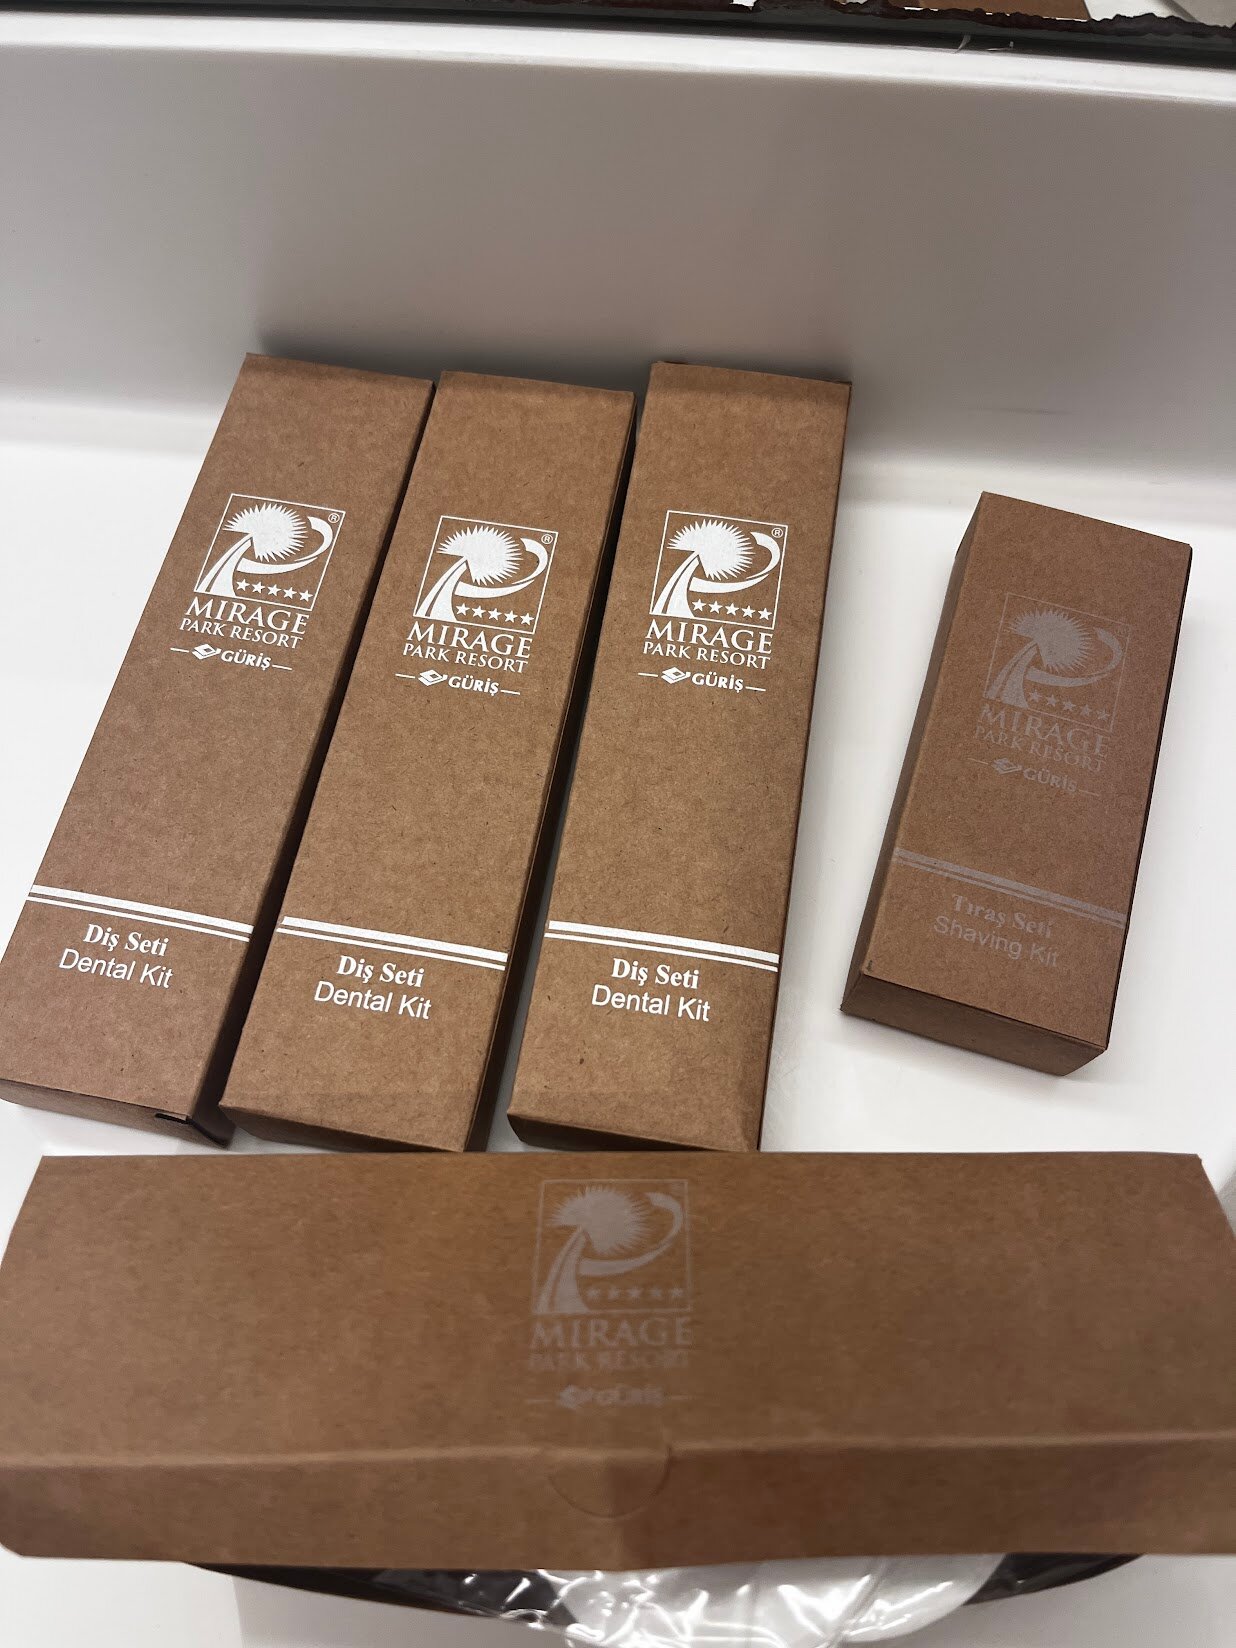 MIRAGE
PARK RESORT
GÜRİŞ
Diş Seti
Dental Kit
®
MIRAGE
PARK RESORT
GÜRİŞ
Diş Seti
Dental Kit
®
MIRAGE
PARK RESORT
GÜRİŞ
Diş Seti
Dental Kit
MIRAGE
PARK RESORT
GÜRİŞ
Tıraş Seti
Shaving Kit
MIRAGE
PARK RESORT
GÜRİŞ